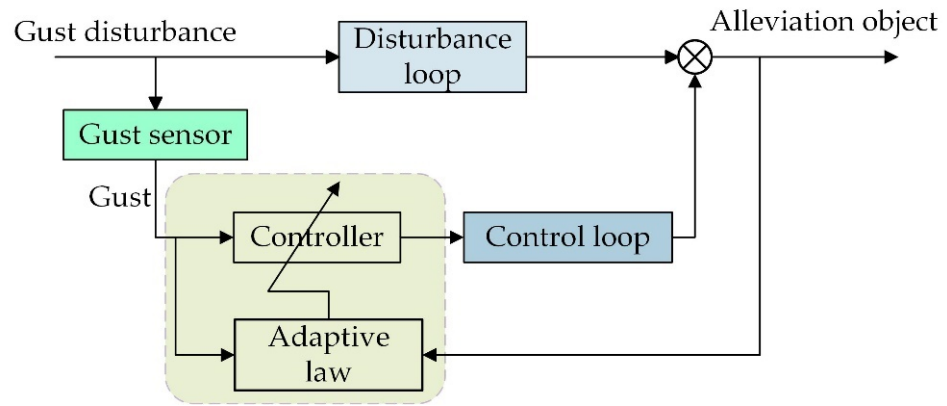 Gust disturbance
Disturbance
loop
Alleviation object
Gust sensor
Gust
Controller
Control loop
Adaptive
law